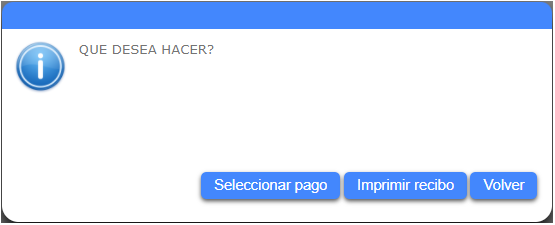 QUE DESEA HACER?
Seleccionar pago Imprimir recibo Volver